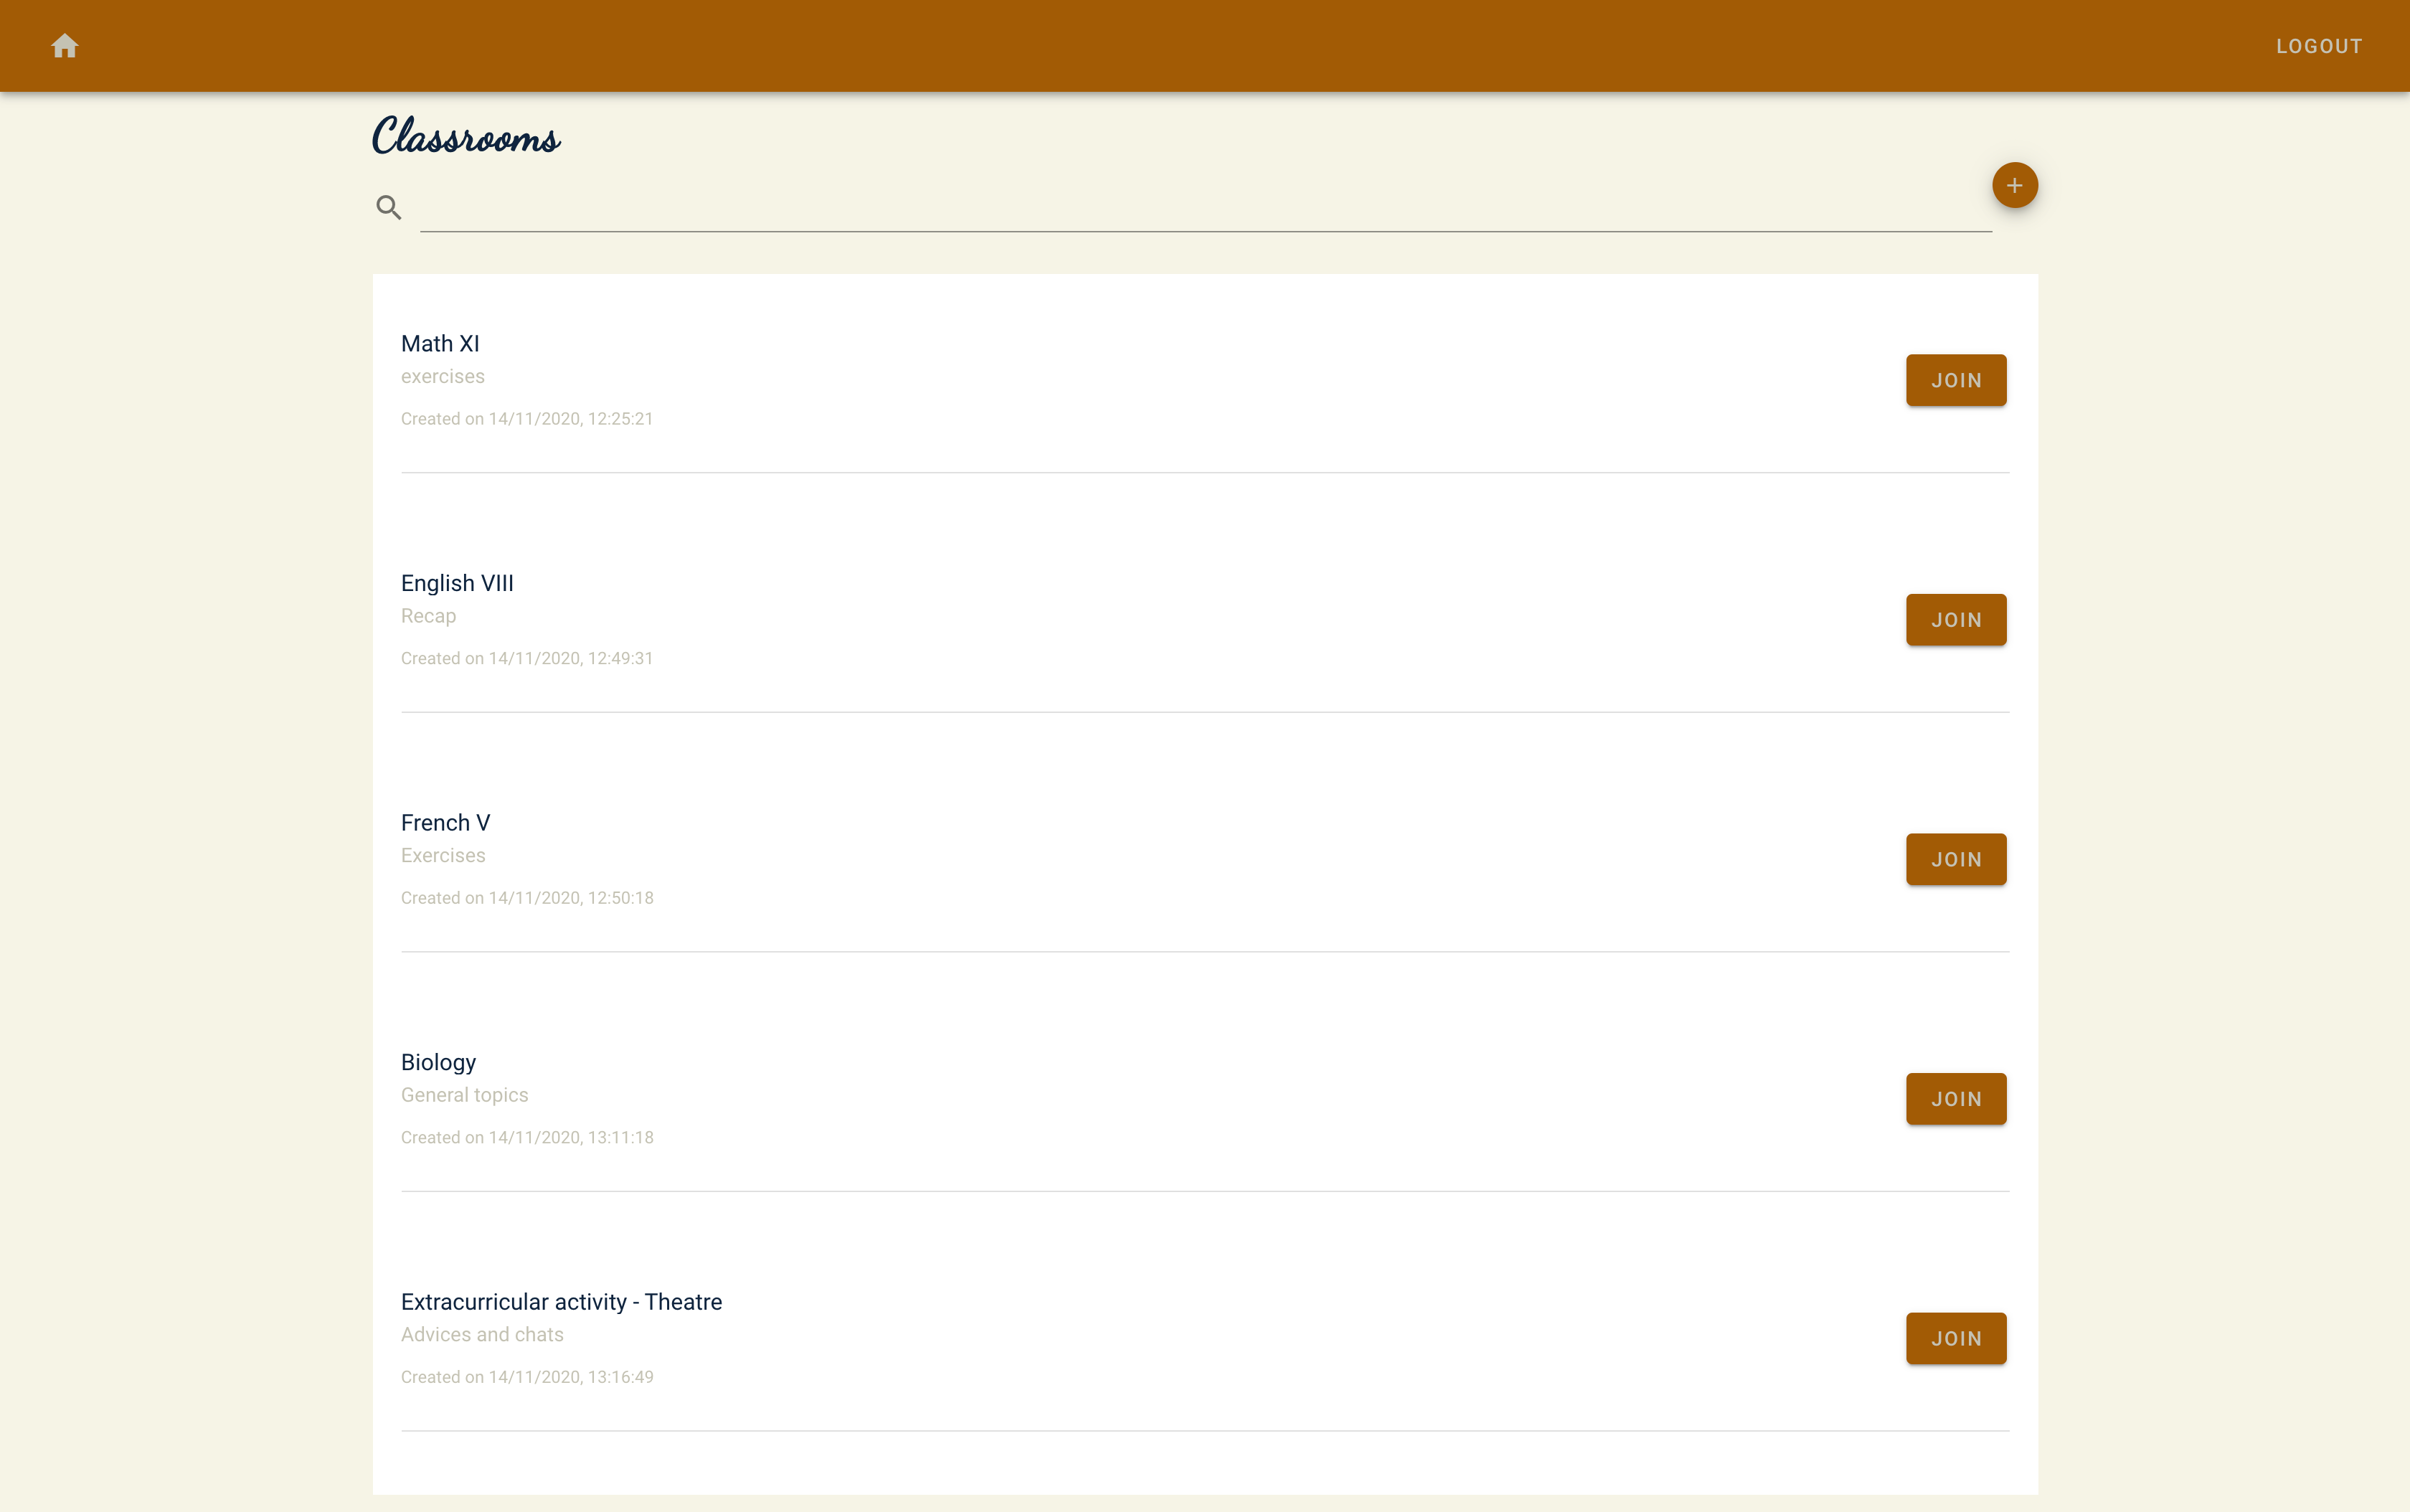 LOGOUT
Classrooms
Math XI
exercises
Created on 14/11/2020, 12:25:21
JOIN
English VIII
Recap
Created on 14/11/2020, 12:49:31
JOIN
French V
Exercises
Created on 14/11/2020, 12:50:18
JOIN
Biology
General topics
Created on 14/11/2020, 13:11:18
JOIN
Extracurricular activity - Theatre
Advices and chats
Created on 14/11/2020, 13:16:49
JOIN